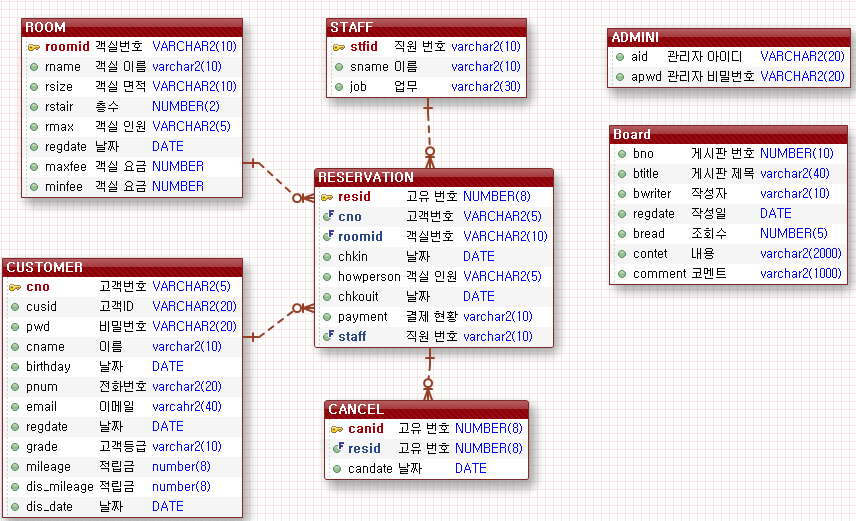 ROOM
roomid 객실번호 VARCHAR2(10)
rname 객실 이름 varchar2(10)
rsize 객실 면적 VARCHAR2(10)
rstair 층수 NUMBER(2)
rmax 객실 인원 VARCHAR2(5)
regdate 날짜 DATE
maxfee 객실 요금 NUMBER
minfee 객실 요금 NUMBER
STAFF
stfid 직원 번호 varchar2(10)
sname 이름 varchar2(10)
job 업무 varchar2(30)
ADMINI
aid 관리자 아이디 VARCHAR2(20)
apwd 관리자 비밀번호 VARCHAR2(20)
Board
bno 게시판 번호 NUMBER(10)
btitle 게시판 제목 varchar2(40)
bwriter 작성자 varchar2(10)
regdate 작성일 DATE
bread 조회수 NUMBER(5)
contet 내용 varchar2(2000)
comment 코멘트 varchar2(1000)
RESERVATION
resid 고유 번호 NUMBER(8)
cno 고객번호 VARCHAR2(5)
roomid 객실번호 VARCHAR2(10)
chkin 날짜 DATE
howperson 객실 인원 VARCHAR2(5)
chkouit 날짜 DATE
payment 결제 현황 varchar2(10)
staff 직원 번호 varchar2(10)
CUSTOMER
cno 고객번호 VARCHAR2(5)
cusid 고객ID VARCHAR2(20)
pwd 비밀번호 VARCHAR2(20)
cname 이름 varchar2(10)
birthday 날짜 DATE
pnum 전화번호 varchar2(20)
email 이메일 varcahr2(40)
regdate 날짜 DATE
grade 고객등급 varchar2(10)
mileage 적립금 number(8)
dis_mileage 적립금 number(8)
dis_date 날짜 DATE
CANCEL
canid 고유 번호 NUMBER(8)
resid 고유 번호 NUMBER(8)
candate 날짜 DATE